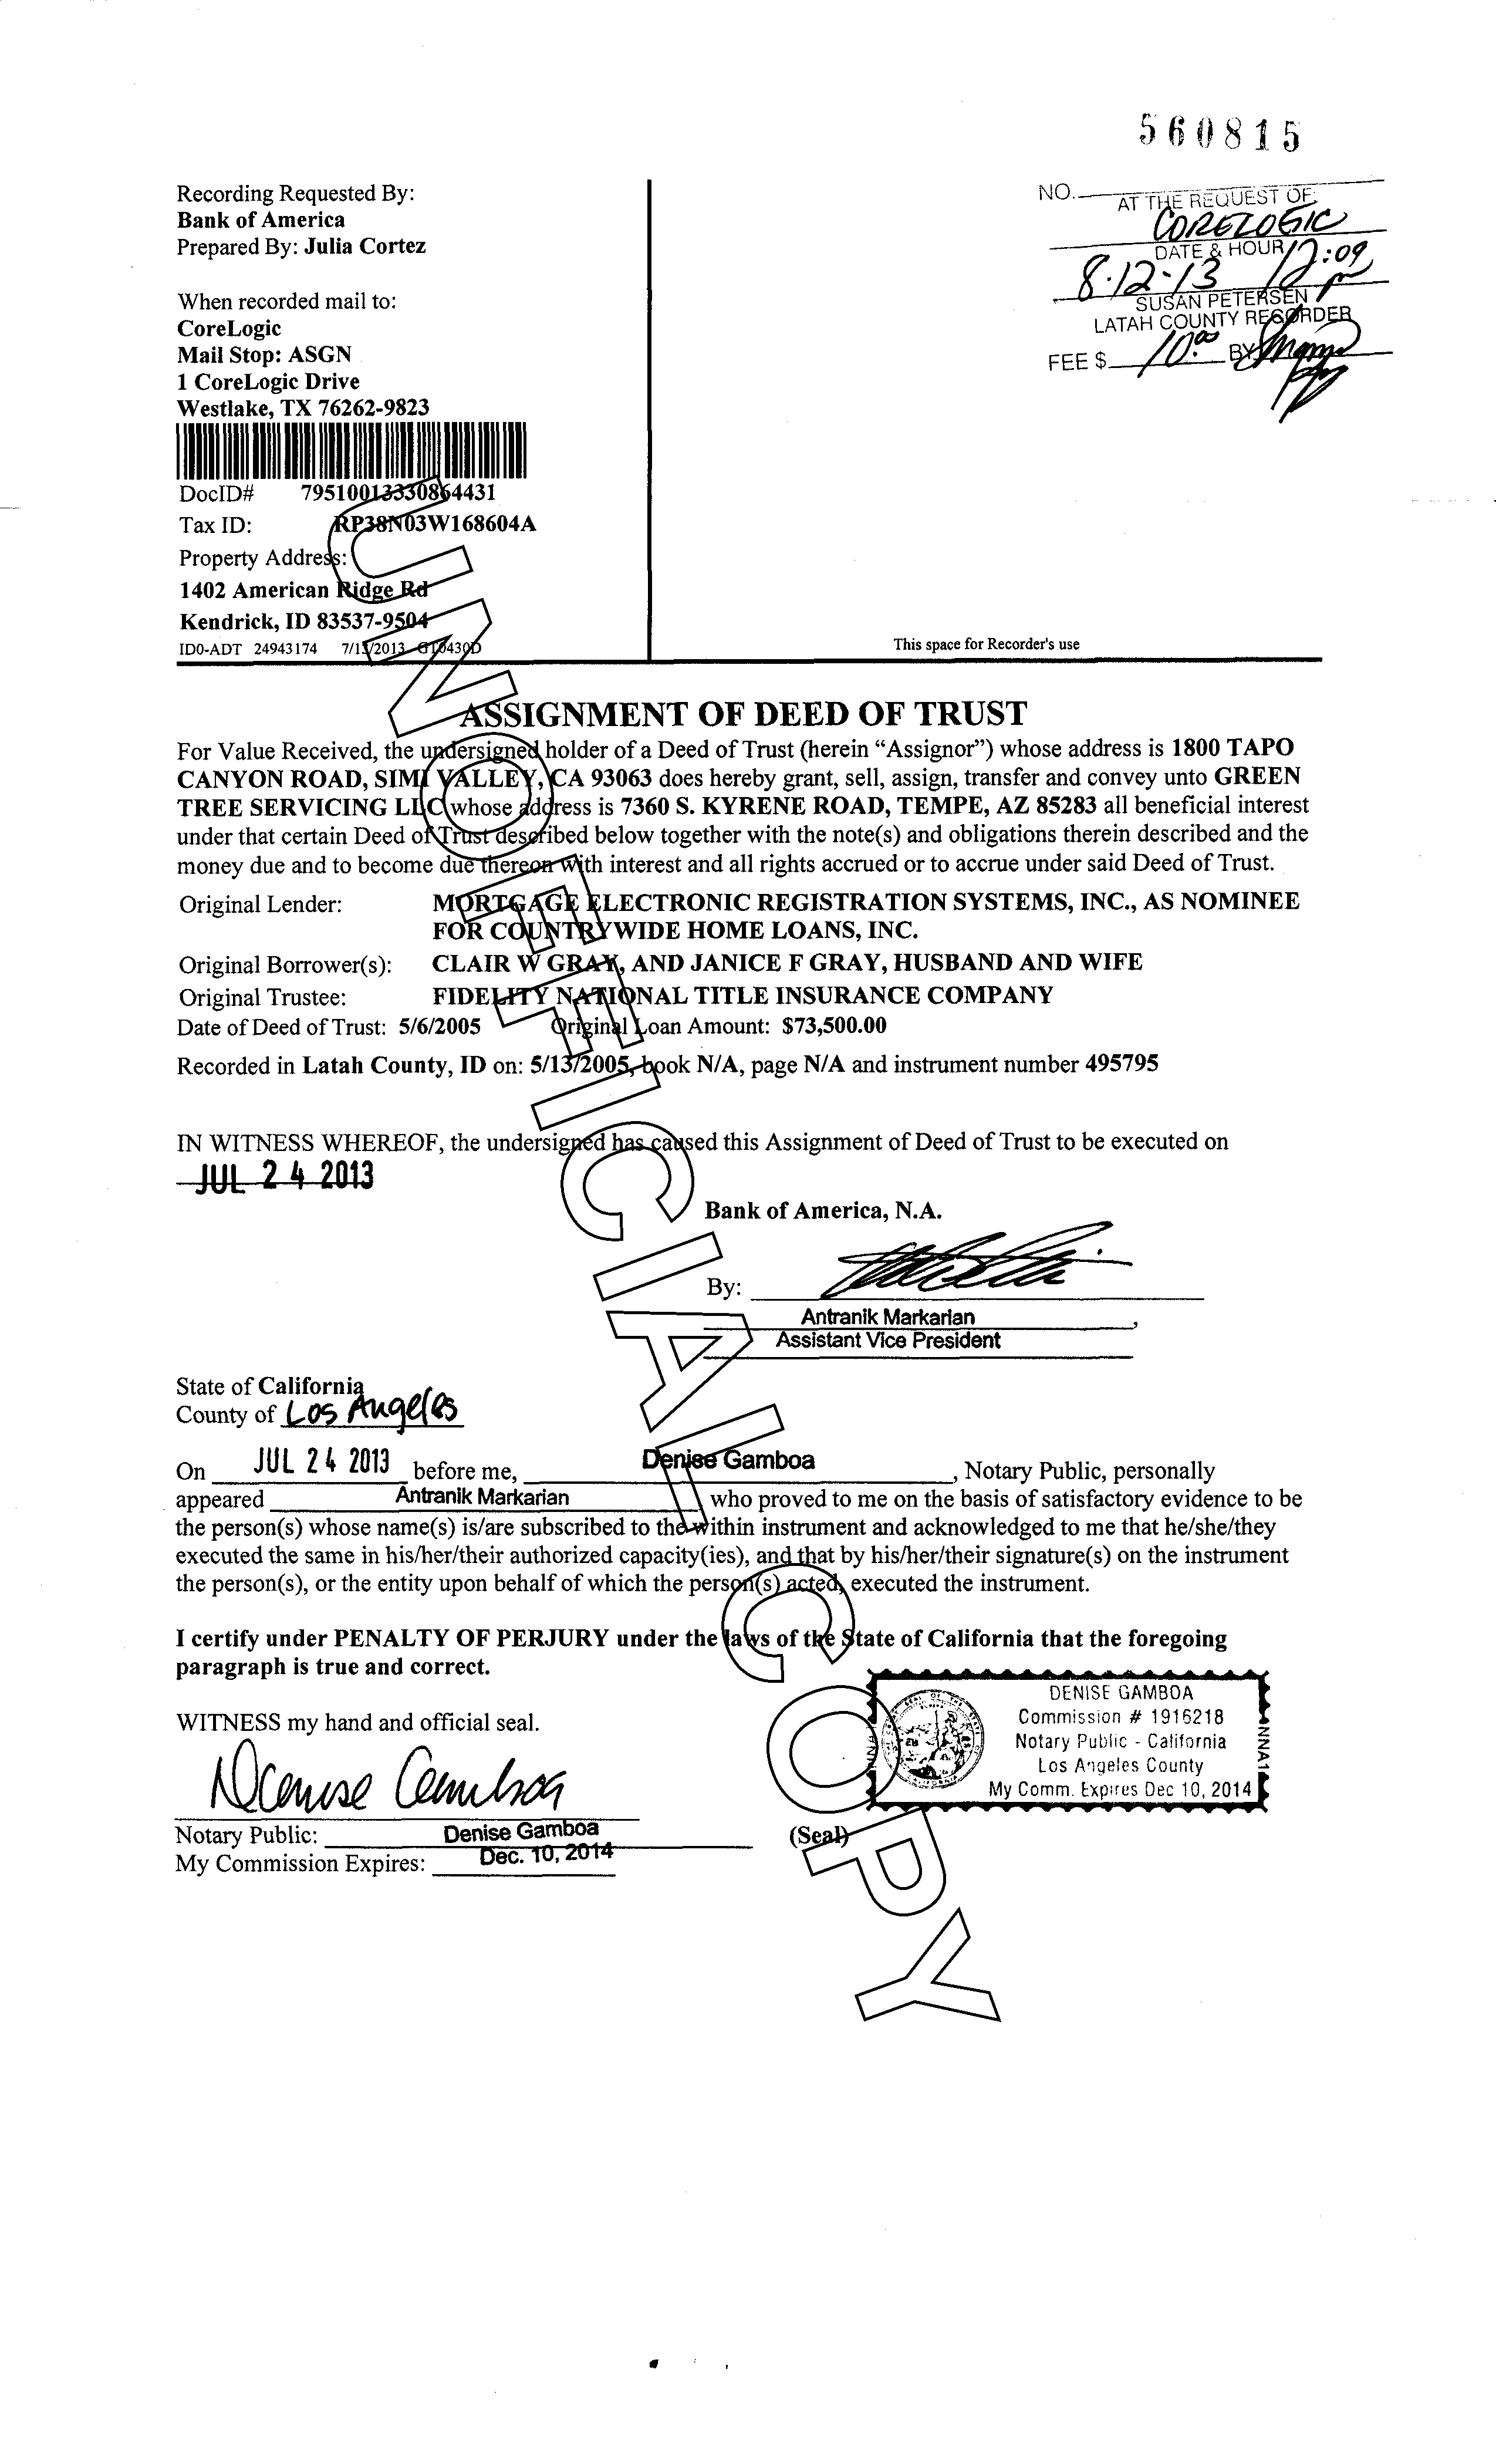 560815
Recording Requested By:
Bank of America
Prepared By: Julia Cortez
When recorded mail to:
CoreLogic
Mail Stop: ASGN
1 CoreLogic Drive
Westlake, TX 76262-9823
DocID# 79510013330864431
Tax ID: RP38N03W168604A
Property Address:
1402 American Ridge Rd
Kendrick, ID 83537-9504
ID0-ADT 24943174 7/13/2013
NO.
AT THE REQUEST OF:
CORELOGIC
DATE & HOUR
8-12-13 12:09 pm
SUSAN PETERSEN
LATAH COUNTY RECORDER
FEE $ 10.00 BY
This space for Recorder's use
ASSIGNMENT OF DEED OF TRUST
For Value Received, the undersigned holder of a Deed of Trust (herein “Assignor”) whose address is 1800 TAPO
CANYON ROAD, SIMI VALLEY, CA 93063 does hereby grant, sell, assign, transfer and convey unto GREEN
TREE SERVICING LLC whose address is 7360 S. KYRENE ROAD, TEMPE, AZ 85283 all beneficial interest
under that certain Deed of Trust described below together with the note(s) and obligations therein described and the
money due and to become due thereon with interest and all rights accrued or to accrue under said Deed of Trust.
Original Lender: MORTGAGE ELECTRONIC REGISTRATION SYSTEMS, INC., AS NOMINEE
FOR COUNTRYWIDE HOME LOANS, INC.
Original Borrower(s): CLAIR W GRAY, AND JANICE F GRAY, HUSBAND AND WIFE
Original Trustee: FIDELITY NATIONAL TITLE INSURANCE COMPANY
Date of Deed of Trust: 5/6/2005 Original Loan Amount: $73,500.00
Recorded in Latah County, ID on: 5/13/2005, book N/A, page N/A and instrument number 495795
IN WITNESS WHEREOF, the undersigned has caused this Assignment of Deed of Trust to be executed on
JUL 24 2013
Bank of America, N.A.
By:
Antranik Markarian,
Assistant Vice President
State of California
County of Los Angeles
On JUL 24 2013 before me, Denise Gamboa, Notary Public, personally
appeared Antranik Markarian who proved to me on the basis of satisfactory evidence to be
the person(s) whose name(s) is/are subscribed to the within instrument and acknowledged to me that he/she/they
executed the same in his/her/their authorized capacity(ies), and that by his/her/their signature(s) on the instrument
the person(s), or the entity upon behalf of which the person(s) acted, executed the instrument.
I certify under PENALTY OF PERJURY under the laws of the State of California that the foregoing
paragraph is true and correct.
WITNESS my hand and official seal.
Denise Gamboa
Notary Public: Denise Gamboa
My Commission Expires: Dec. 10, 2014
(Seal)
DENISE GAMBOA
Commission # 1916218
Notary Public - California
Los Angeles County
My Comm. Expires Dec 10, 2014
NNA1
UNOFFICIAL COPY